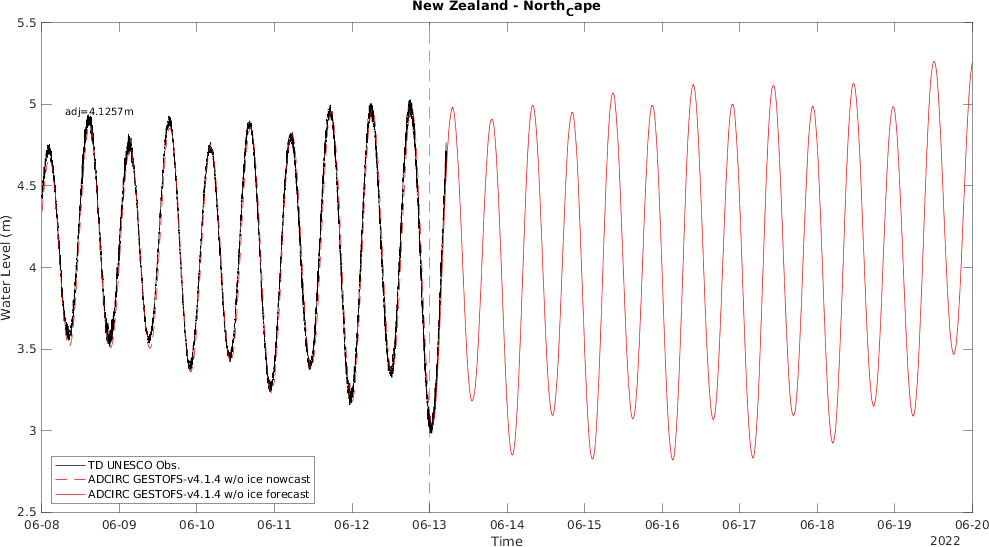 New Zealand - NorthCape
5.5
adj=4.1257m
5
4.5
4
3.5
3
2.5
Water Level (m)
TD UNESCO Obs.
ADCIRC GESTOFS-v4.1.4 w/o ice nowcast
ADCIRC GESTOFS-v4.1.4 w/o ice forecast
06-08 06-09 06-10 06-11 06-12 06-13 06-14 06-15 06-16 06-17 06-18 06-19 06-20
Time
2022